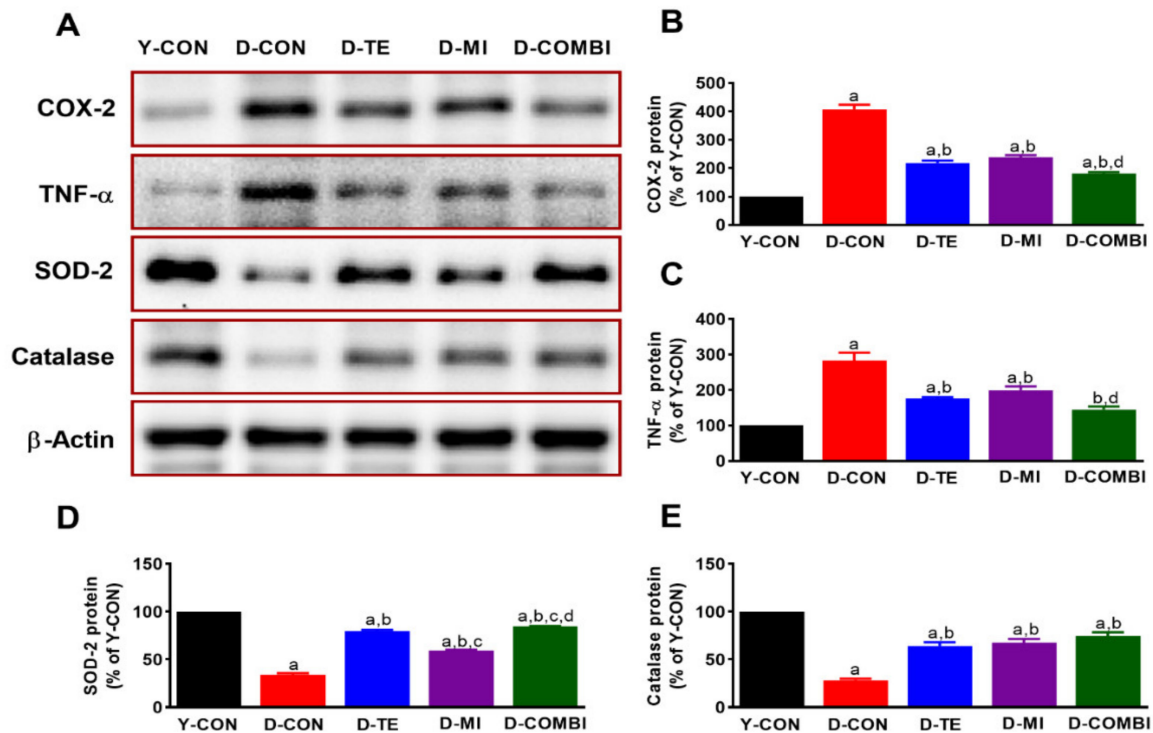 A
Y-CON D-CON D-TE D-MI D-COMBI
COX-2
TNF-α
SOD-2
Catalase
β-Actin
B
COX-2 protein
(% of Y-CON)
500
400
300
200
100
0
a
a,b
a,b
a,b,d
Y-CON D-CON D-TE D-MI D-COMBI
C
TNF-α protein
(% of Y-CON)
400
300
200
100
0
a
a,b
a,b
b,d
Y-CON D-CON D-TE D-MI D-COMBI
D
SOD-2 protein
(% of Y-CON)
150
100
50
0
a
a,b
a,b,c
a,b,c,d
Y-CON D-CON D-TE D-MI D-COMBI
E
Catalase protein
(% of Y-CON)
150
100
50
0
a
a,b
a,b
a,b
Y-CON D-CON D-TE D-MI D-COMBI